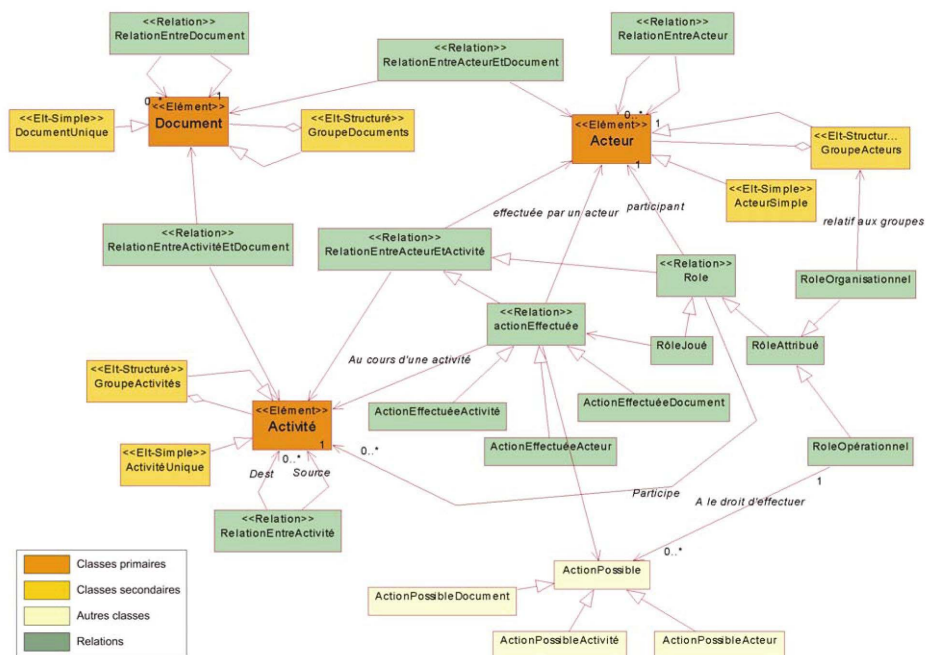 <<Relation>>
RelationEntreDocument
<<Relation>>
RelationEntreActeurEtDocument
<<Relation>>
RelationEntreActeur
0..*
1
<<Elt-Simple>>
DocumentUnique
<<Elément>>
Document
<<Elt-Structuré>>
GroupeDocuments
0..*
1
<<Elément>>
Acteur
1
<<Elt-Structur...
GroupeActeurs
<<Elt-Simple>>
ActeurSimple
effectuée par un acteur
participant
relatif aux groupes
<<Relation>>
RelationEntreActivitéEtDocument
<<Relation>>
RelationEntreActeurEtActivité
<<Relation>>
Role
RoleOrganisationnel
<<Relation>>
actionEffectuée
RôleJoué
RôleAttribué
Au cours d'une activité
<<Elt-Structuré>>
GroupeActivités
ActionEffectuéeActivité
ActionEffectuéeDocument
<<Elément>>
Activité
1
ActionEffectuéeActeur
<<Elt-Simple>>
ActivitéUnique
0..*
0..*
RoleOpérationnel
Dest
Source
Participe
A le droit d'effectuer
1
<<Relation>>
RelationEntreActivité
0..*
ActionPossible
ActionPossibleDocument
ActionPossibleActivité
ActionPossibleActeur
Classes primaires
Classes secondaires
Autres classes
Relations